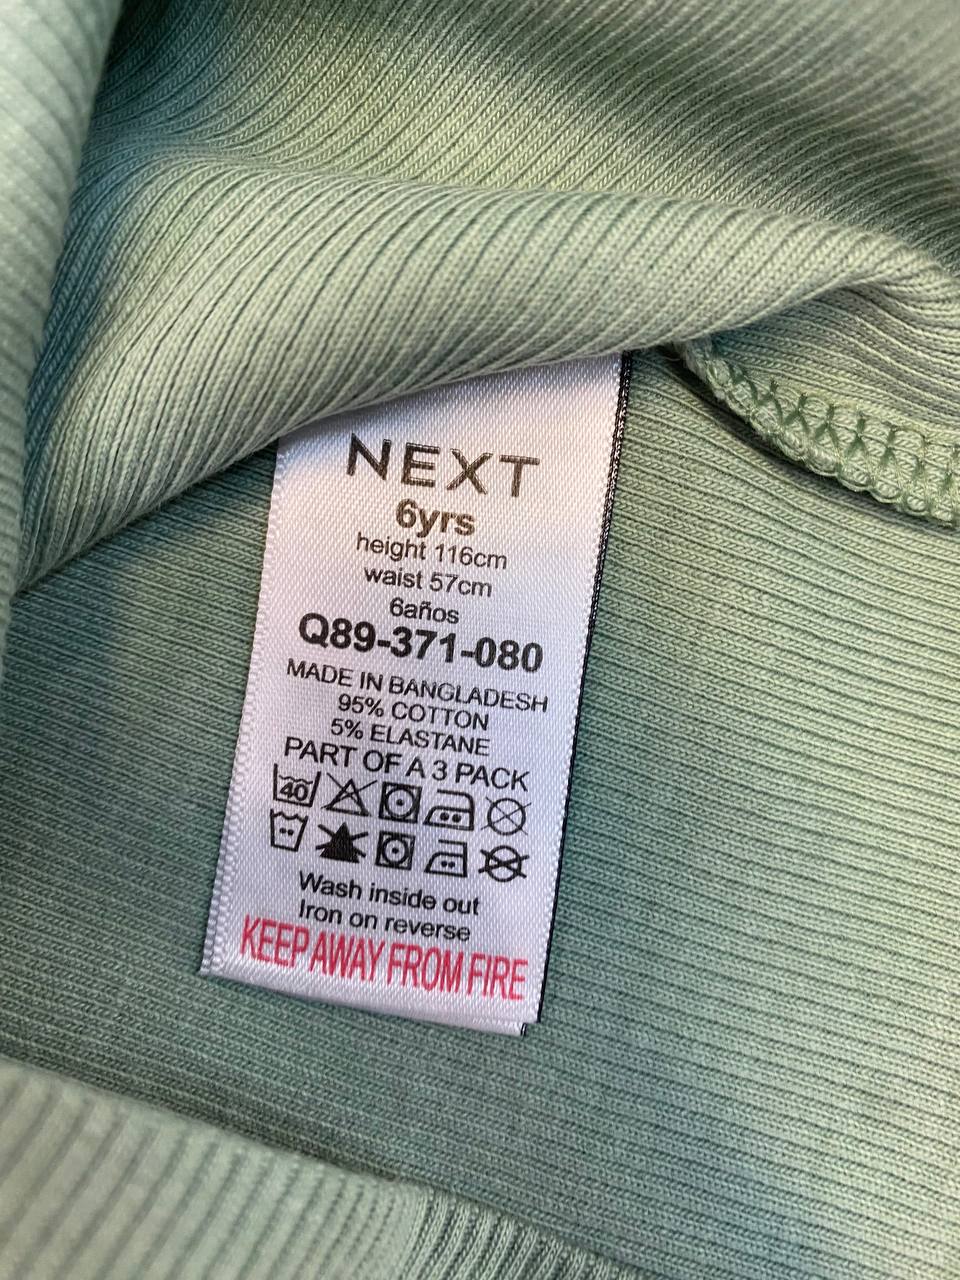 NEXT
6yrs
height 116cm
waist 57cm
6años
Q89-371-080
MADE IN BANGLADESH
95% COTTON
5% ELASTANE
PART OF A 3 PACK
40
Wash inside out
Iron on reverse
KEEP AWAY FROM FIRE